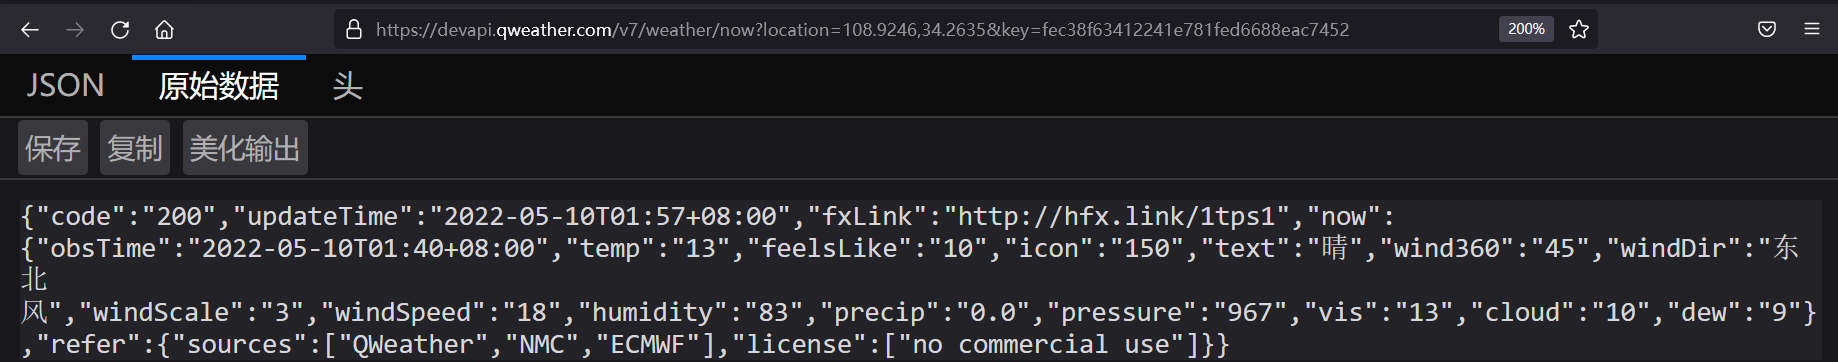 https://devapi.qweather.com/v7/weather/now?location=108.9246,34.2635&key=fec38f63412241e781fed6688eac7452 200%
JSON 原始数据 头
保存 复制 美化输出
{"code":"200","updateTime":"2022-05-10T01:57+08:00","fxLink":"http://hfx.link/1tps1","now":
{"obsTime":"2022-05-10T01:40+08:00","temp":"13","feelsLike":"10","icon":"150","text":"晴","wind360":"45","windDir":"东
北
风","windScale":"3","windSpeed":"18","humidity":"83","precip":"0.0","pressure":"967","vis":"13","cloud":"10","dew":"9"}
,"refer":{"sources":["QWeather","NMC","ECMWF"],"license":["no commercial use"]}}